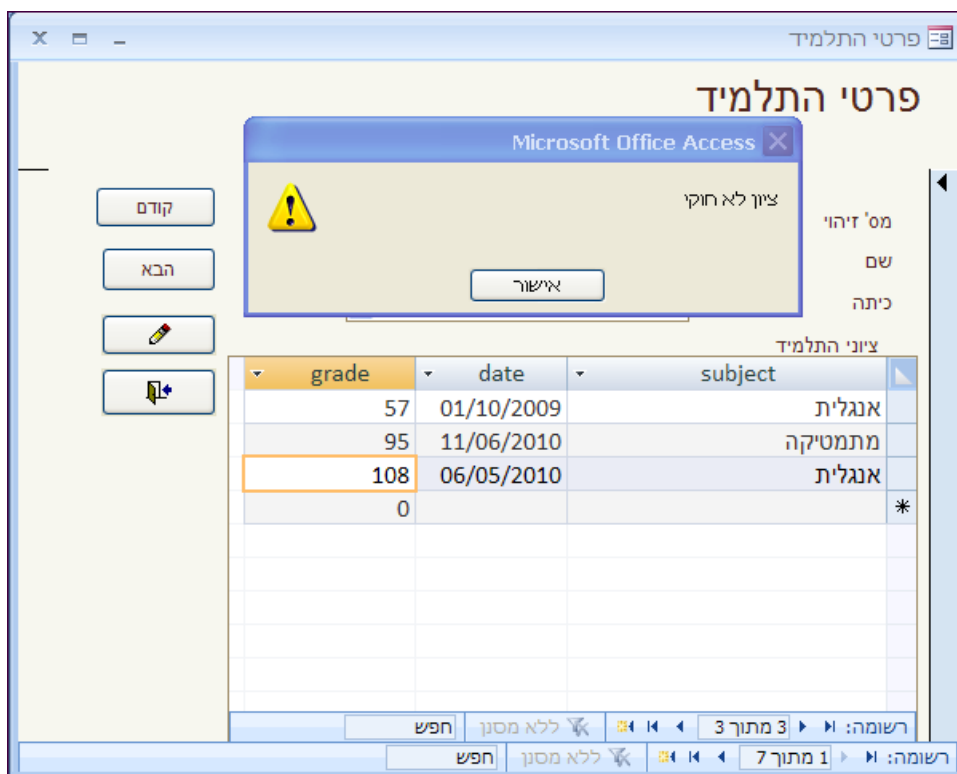 פרטי התלמיד
פרטי התלמיד
Microsoft Office Access
ציון לא חוקי
אישור
מס' זיהוי
שם
כיתה
ציוני התלמיד
קודם
הבא
subject date grade
אנגלית 01/10/2009 57
מתמטיקה 11/06/2010 95
אנגלית 06/05/2010 108
0
רשומה: 3 מתוך 3 ללא מסנן חפש
רשומה: 1 מתוך 7 ללא מסנן חפש